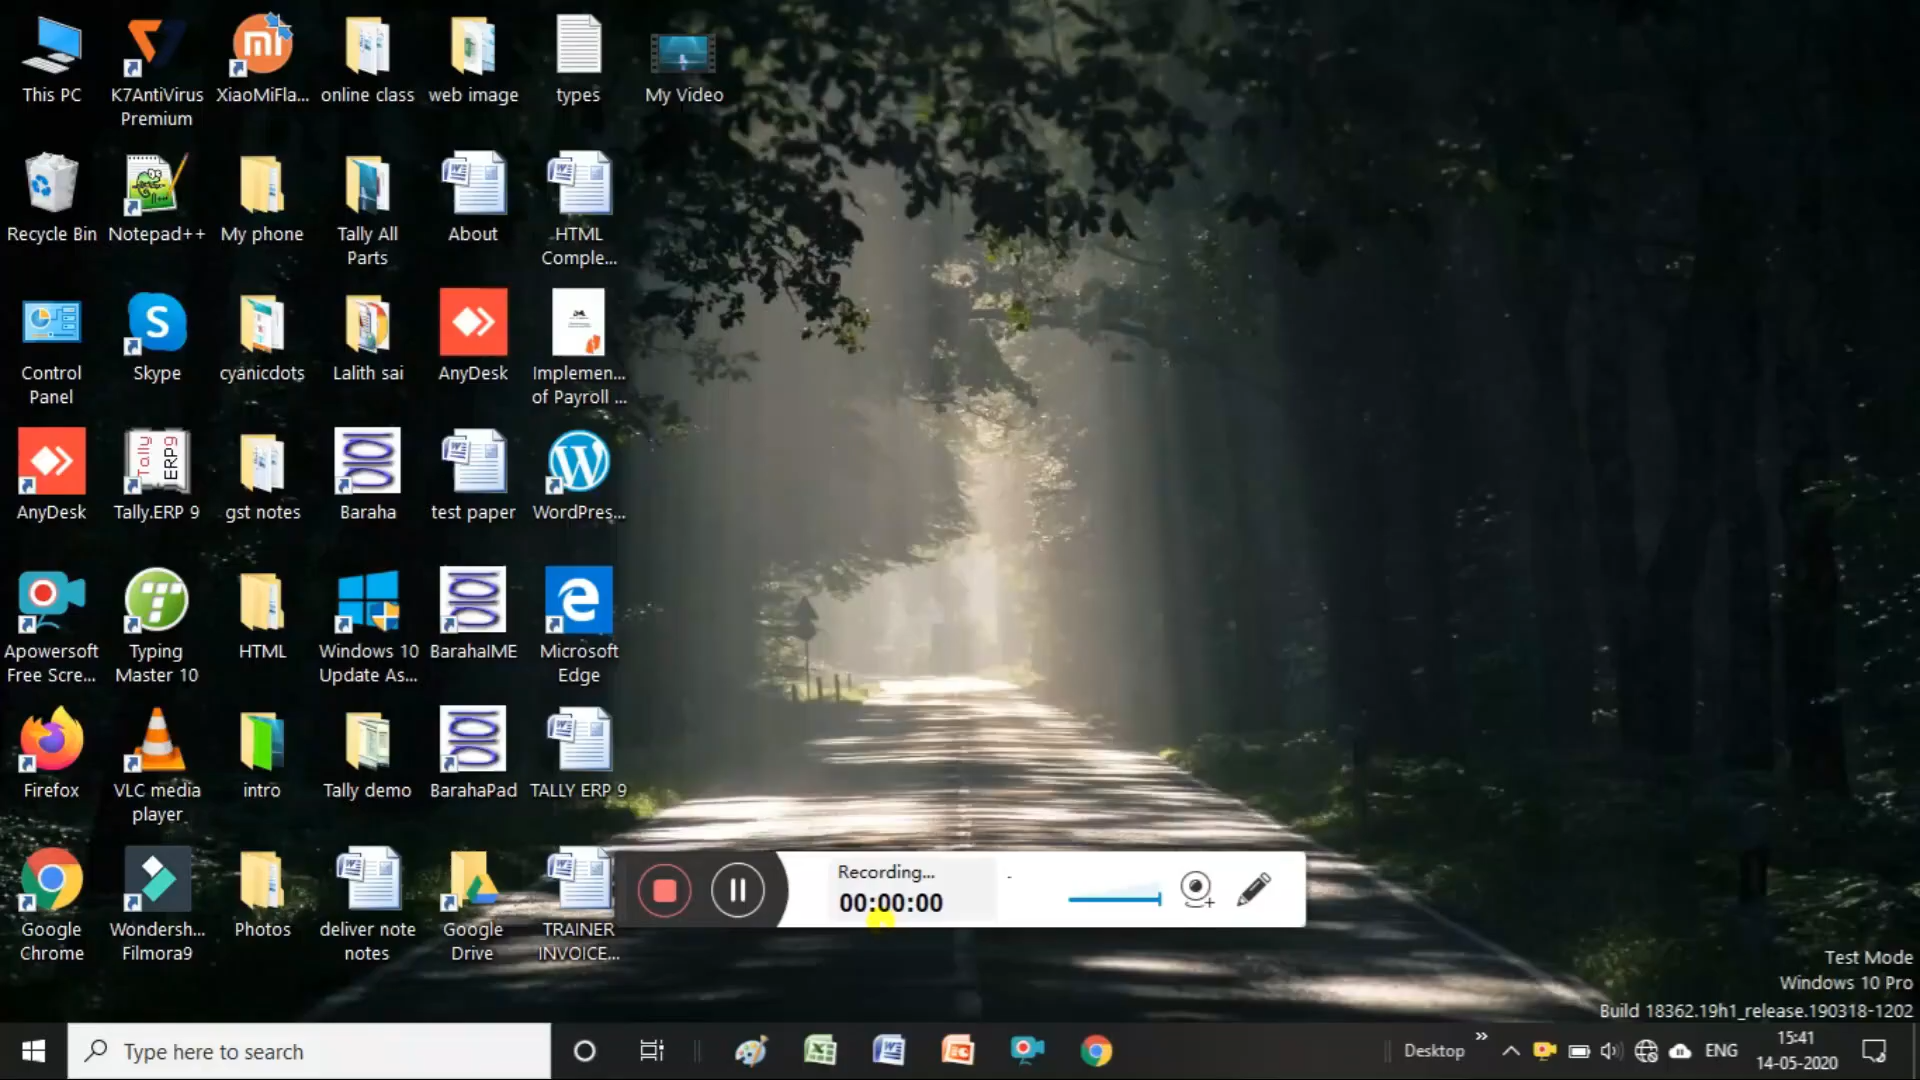 This PC
K7AntiVirus
Premium
XiaoMiFla...
online class
web image
types
My Video
Recycle Bin
Notepad++
My phone
Tally All
Parts
About
HTML
Comple...
Control
Panel
Skype
cyanicdots
Lalith sai
AnyDesk
Implemen...
of Payroll ...
AnyDesk
Tally
ERP9
Tally.ERP 9
gst notes
Baraha
test paper
WordPres...
Apowersoft
Free Scre...
Typing
Master 10
HTML
Windows 10
Update As...
BarahaIME
Microsoft
Edge
Firefox
VLC media
player
intro
Tally demo
BarahaPad
TALLY ERP 9
Google
Chrome
Wondersh...
Filmora9
Photos
deliver note
notes
Google
Drive
TRAINER
INVOICE...
Recording...
00:00:00
Test Mode
Windows 10 Pro
Build 18362.19h1_release.190318-1202
Type here to search
Desktop
ENG
15:41
14-05-2020